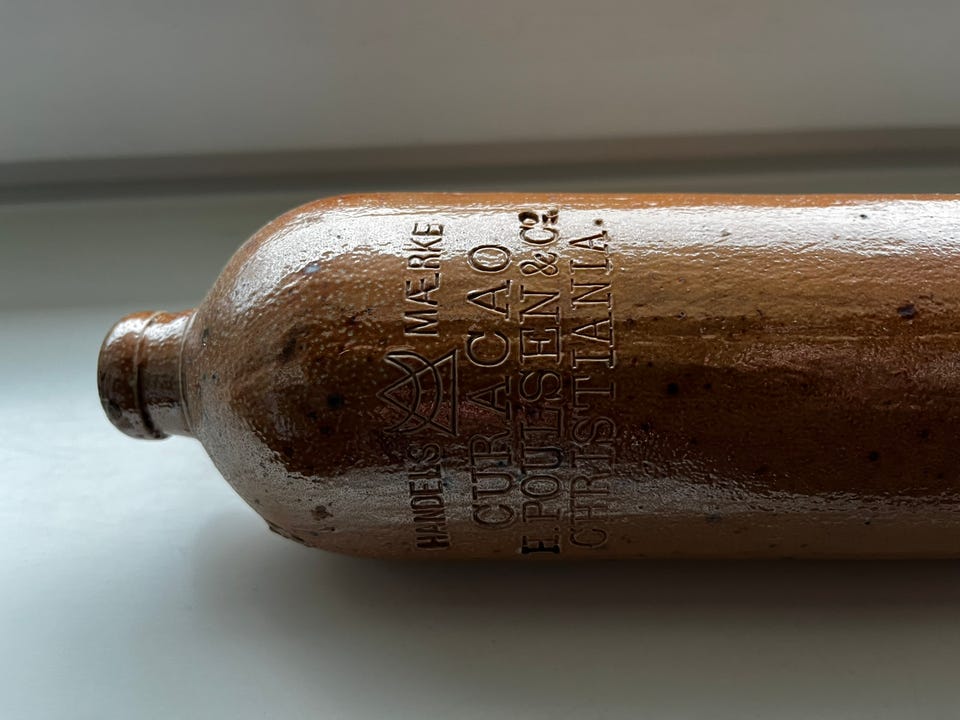 HANDELS MÆRKE
CURACAO
E. POULSEN & Cº.
CHRISTIANIA.